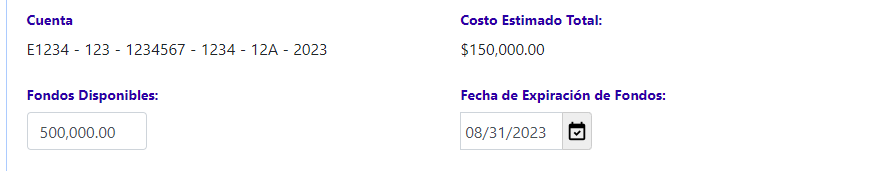 Cuenta
E1234 - 123 - 1234567 - 1234 - 12A - 2023
Costo Estimado Total:
$150,000.00
Fondos Disponibles:
500,000.00
Fecha de Expiración de Fondos:
08/31/2023